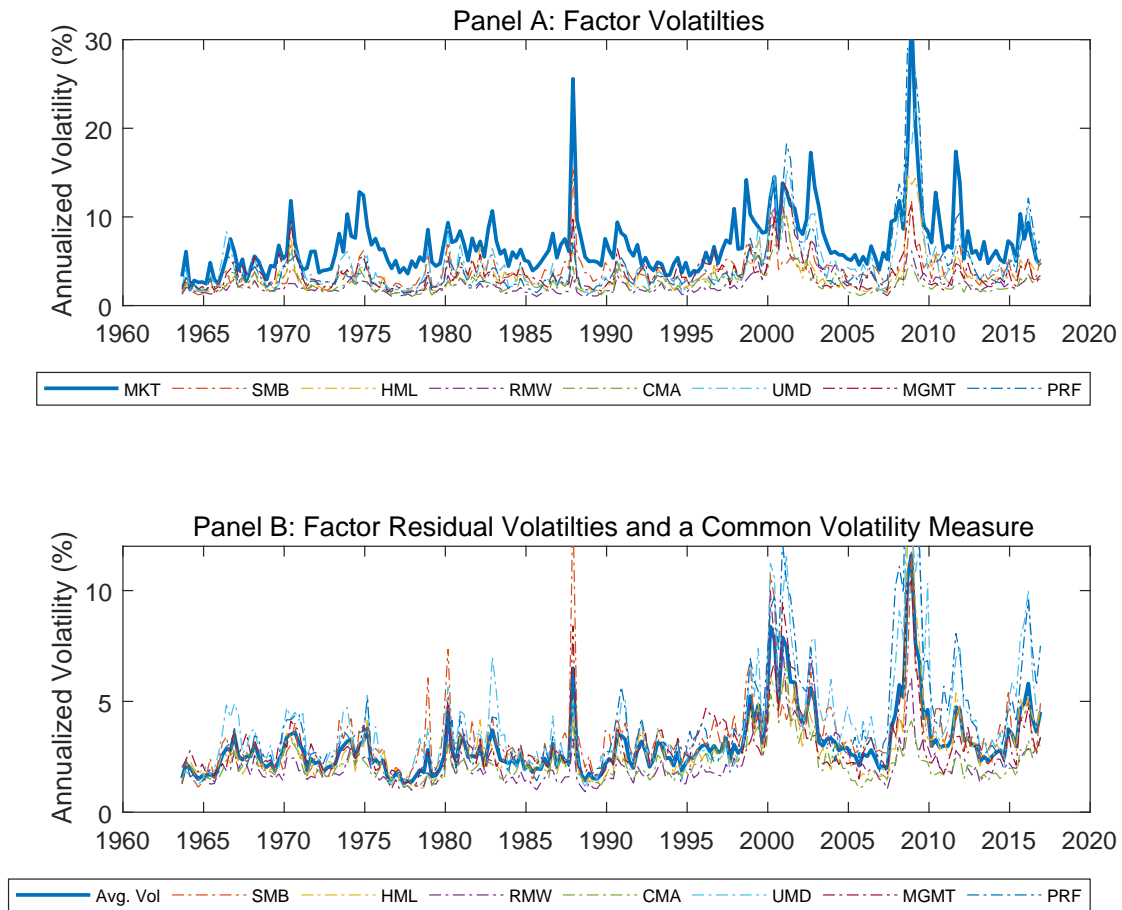 Panel A: Factor Volatilties
Annualized Volatility (%)
30
20
10
0
1960 1965 1970 1975 1980 1985 1990 1995 2000 2005 2010 2015 2020
MKT SMB HML RMW CMA UMD MGMT PRF
Panel B: Factor Residual Volatilties and a Common Volatility Measure
Annualized Volatility (%)
10
5
0
1960 1965 1970 1975 1980 1985 1990 1995 2000 2005 2010 2015 2020
Avg. Vol SMB HML RMW CMA UMD MGMT PRF